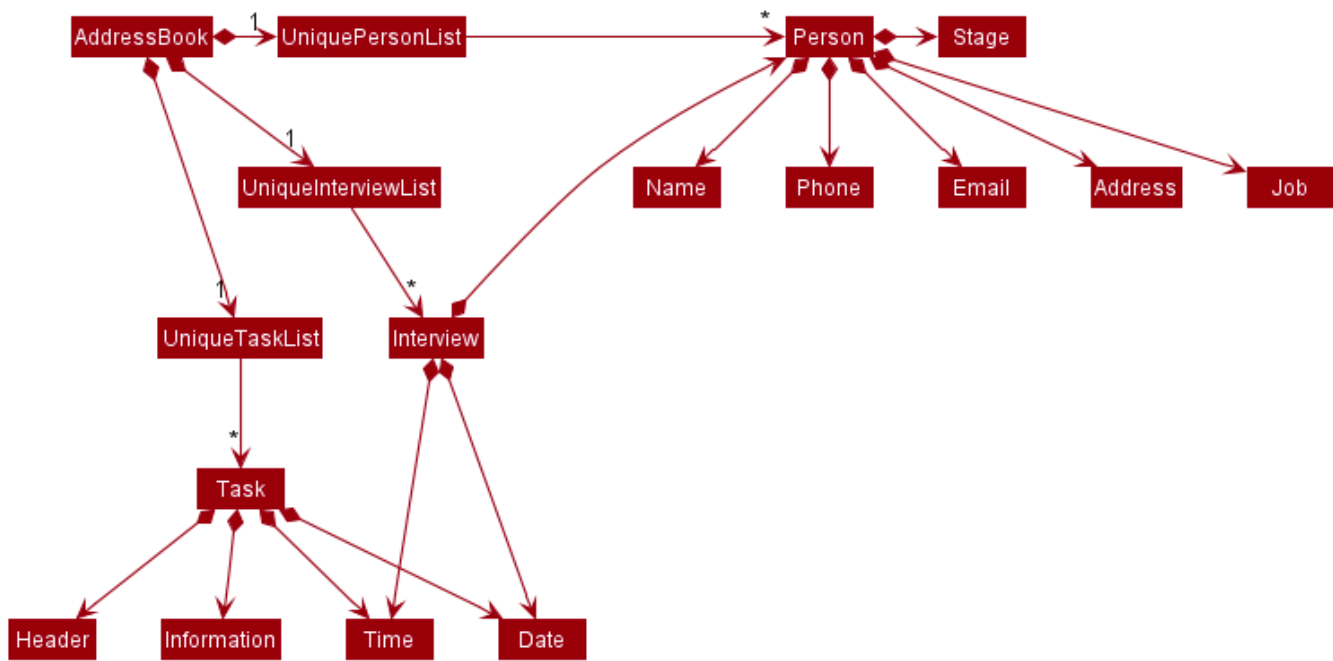 AddressBook
1
UniquePersonList
*
Person
Stage
1
UniqueInterviewList
Name
Phone
Email
Address
Job
1
*
UniqueTaskList
Interview
*
Task
Header
Information
Time
Date